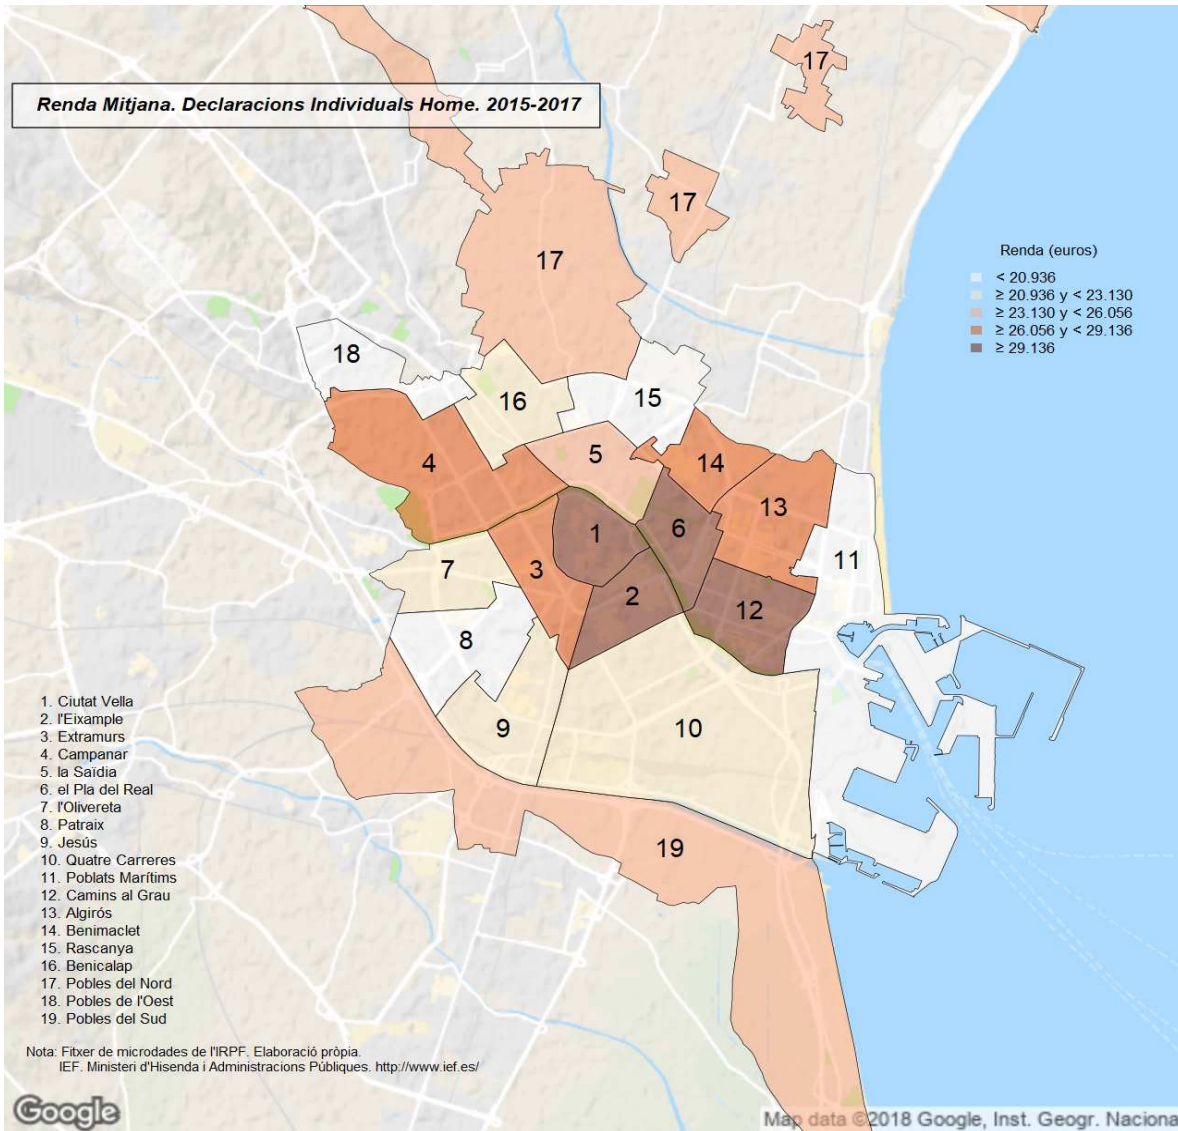 Renda Mitjana. Declaracions Individuals Home. 2015-2017
17
17
17
Renda (euros)
< 20.936
≥ 20.936 y < 23.130
≥ 23.130 y < 26.056
≥ 26.056 y < 29.136
≥ 29.136
18
16
15
4
5
14
13
1
6
11
7
3
2
12
8
9
10
19
1. Ciutat Vella
2. l'Eixample
3. Extramurs
4. Campanar
5. la Saïdia
6. el Pla del Real
7. l'Olivereta
8. Patraix
9. Jesús
10. Quatre Carreres
11. Poblats Marítims
12. Camins al Grau
13. Algirós
14. Benimaclet
15. Rascanya
16. Benicalap
17. Pobles del Nord
18. Pobles de l'Oest
19. Pobles del Sud
Nota: Fitxer de microdades de l'IRPF. Elaboració pròpia.
IEF. Ministeri d'Hisenda i Administracions Públiques. http://www.ief.es/
Google
Map data ©2018 Google, Inst. Geogr. Naciona